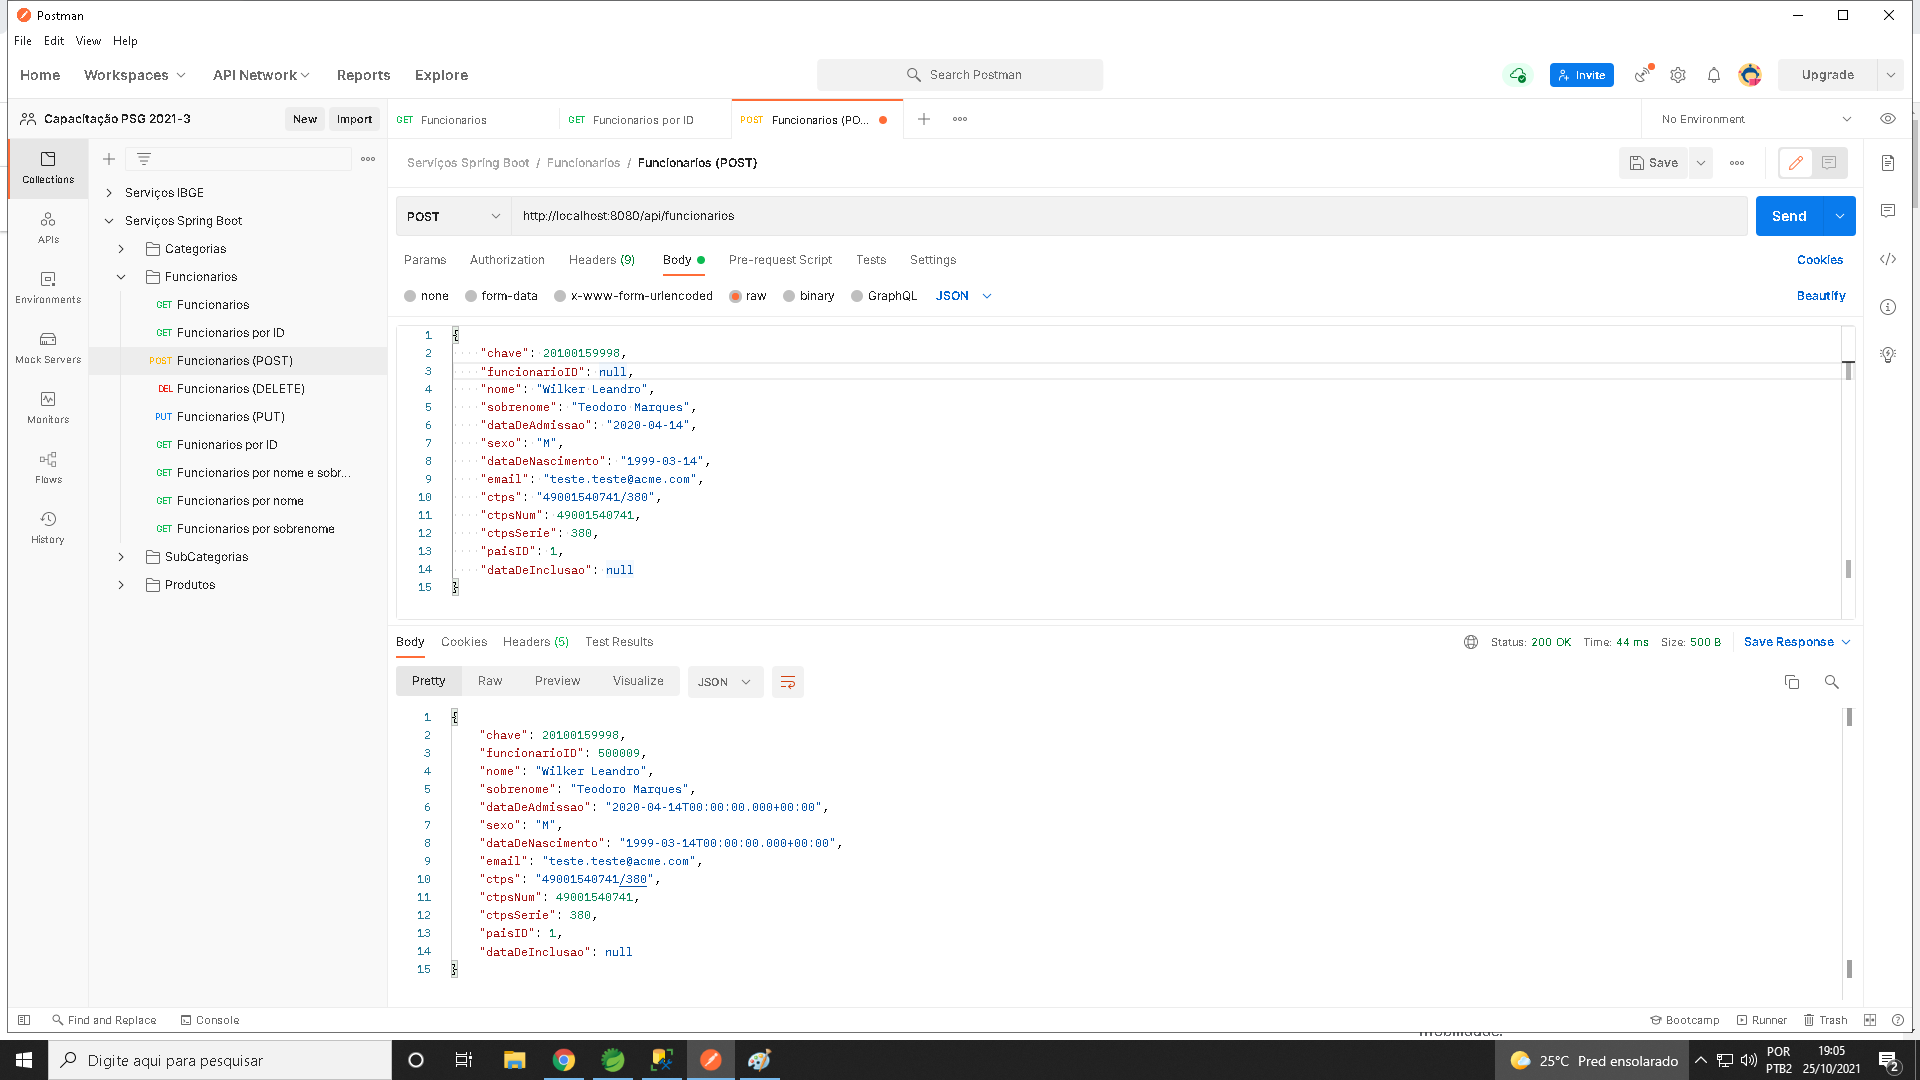 Postman
File Edit View Help
Home Workspaces API Network Reports Explore
Search Postman
Invite
Upgrade
Capacitação PSG 2021-3
New Import
GET Funcionarios
GET Funcionarios por ID
POST Funcionarios (PO...
No Environment
Collections
APIs
Environments
Mock Servers
Monitors
Flows
History
Serviços IBGE
Serviços Spring Boot
Categorias
Funcionarios
GET Funcionarios
GET Funcionarios por ID
POST Funcionarios (POST)
DEL Funcionarios (DELETE)
PUT Funcionarios (PUT)
GET Funionarios por ID
GET Funcionarios por nome e sobr...
GET Funcionarios por nome
GET Funcionarios por sobrenome
SubCategorias
Produtos
Serviços Spring Boot / Funcionarios / Funcionarios (POST)
Save
POST http://localhost:8080/api/funcionarios
Send
Params Authorization Headers (9) Body Pre-request Script Tests Settings
Cookies
none form-data x-www-form-urlencoded raw binary GraphQL JSON
Beautify
1 {
2 "chave": 20100159998,
3 "funcionarioID": null,
4 "nome": "Wilker Leandro",
5 "sobrenome": "Teodoro Marques",
6 "dataDeAdmissao": "2020-04-14",
7 "sexo": "M",
8 "dataDeNascimento": "1999-03-14",
9 "email": "teste.teste@acme.com",
10 "ctps": "49001540741/380",
11 "ctpsNum": 49001540741,
12 "ctpsSerie": 380,
13 "paisID": 1,
14 "dataDeInclusao": null
15 }
Body Cookies Headers (5) Test Results
Status: 200 OK Time: 44 ms Size: 500 B
Save Response
Pretty Raw Preview Visualize JSON
1 {
2 "chave": 20100159998,
3 "funcionarioID": 500009,
4 "nome": "Wilker Leandro",
5 "sobrenome": "Teodoro Marques",
6 "dataDeAdmissao": "2020-04-14T00:00:00.000+00:00",
7 "sexo": "M",
8 "dataDeNascimento": "1999-03-14T00:00:00.000+00:00",
9 "email": "teste.teste@acme.com",
10 "ctps": "49001540741/380",
11 "ctpsNum": 49001540741,
12 "ctpsSerie": 380,
13 "paisID": 1,
14 "dataDeInclusao": null
15 }
Find and Replace Console
Bootcamp Runner Trash
Digite aqui para pesquisar
25°C Pred ensolarado
POR
PTB2
19:05
25/10/2021
2